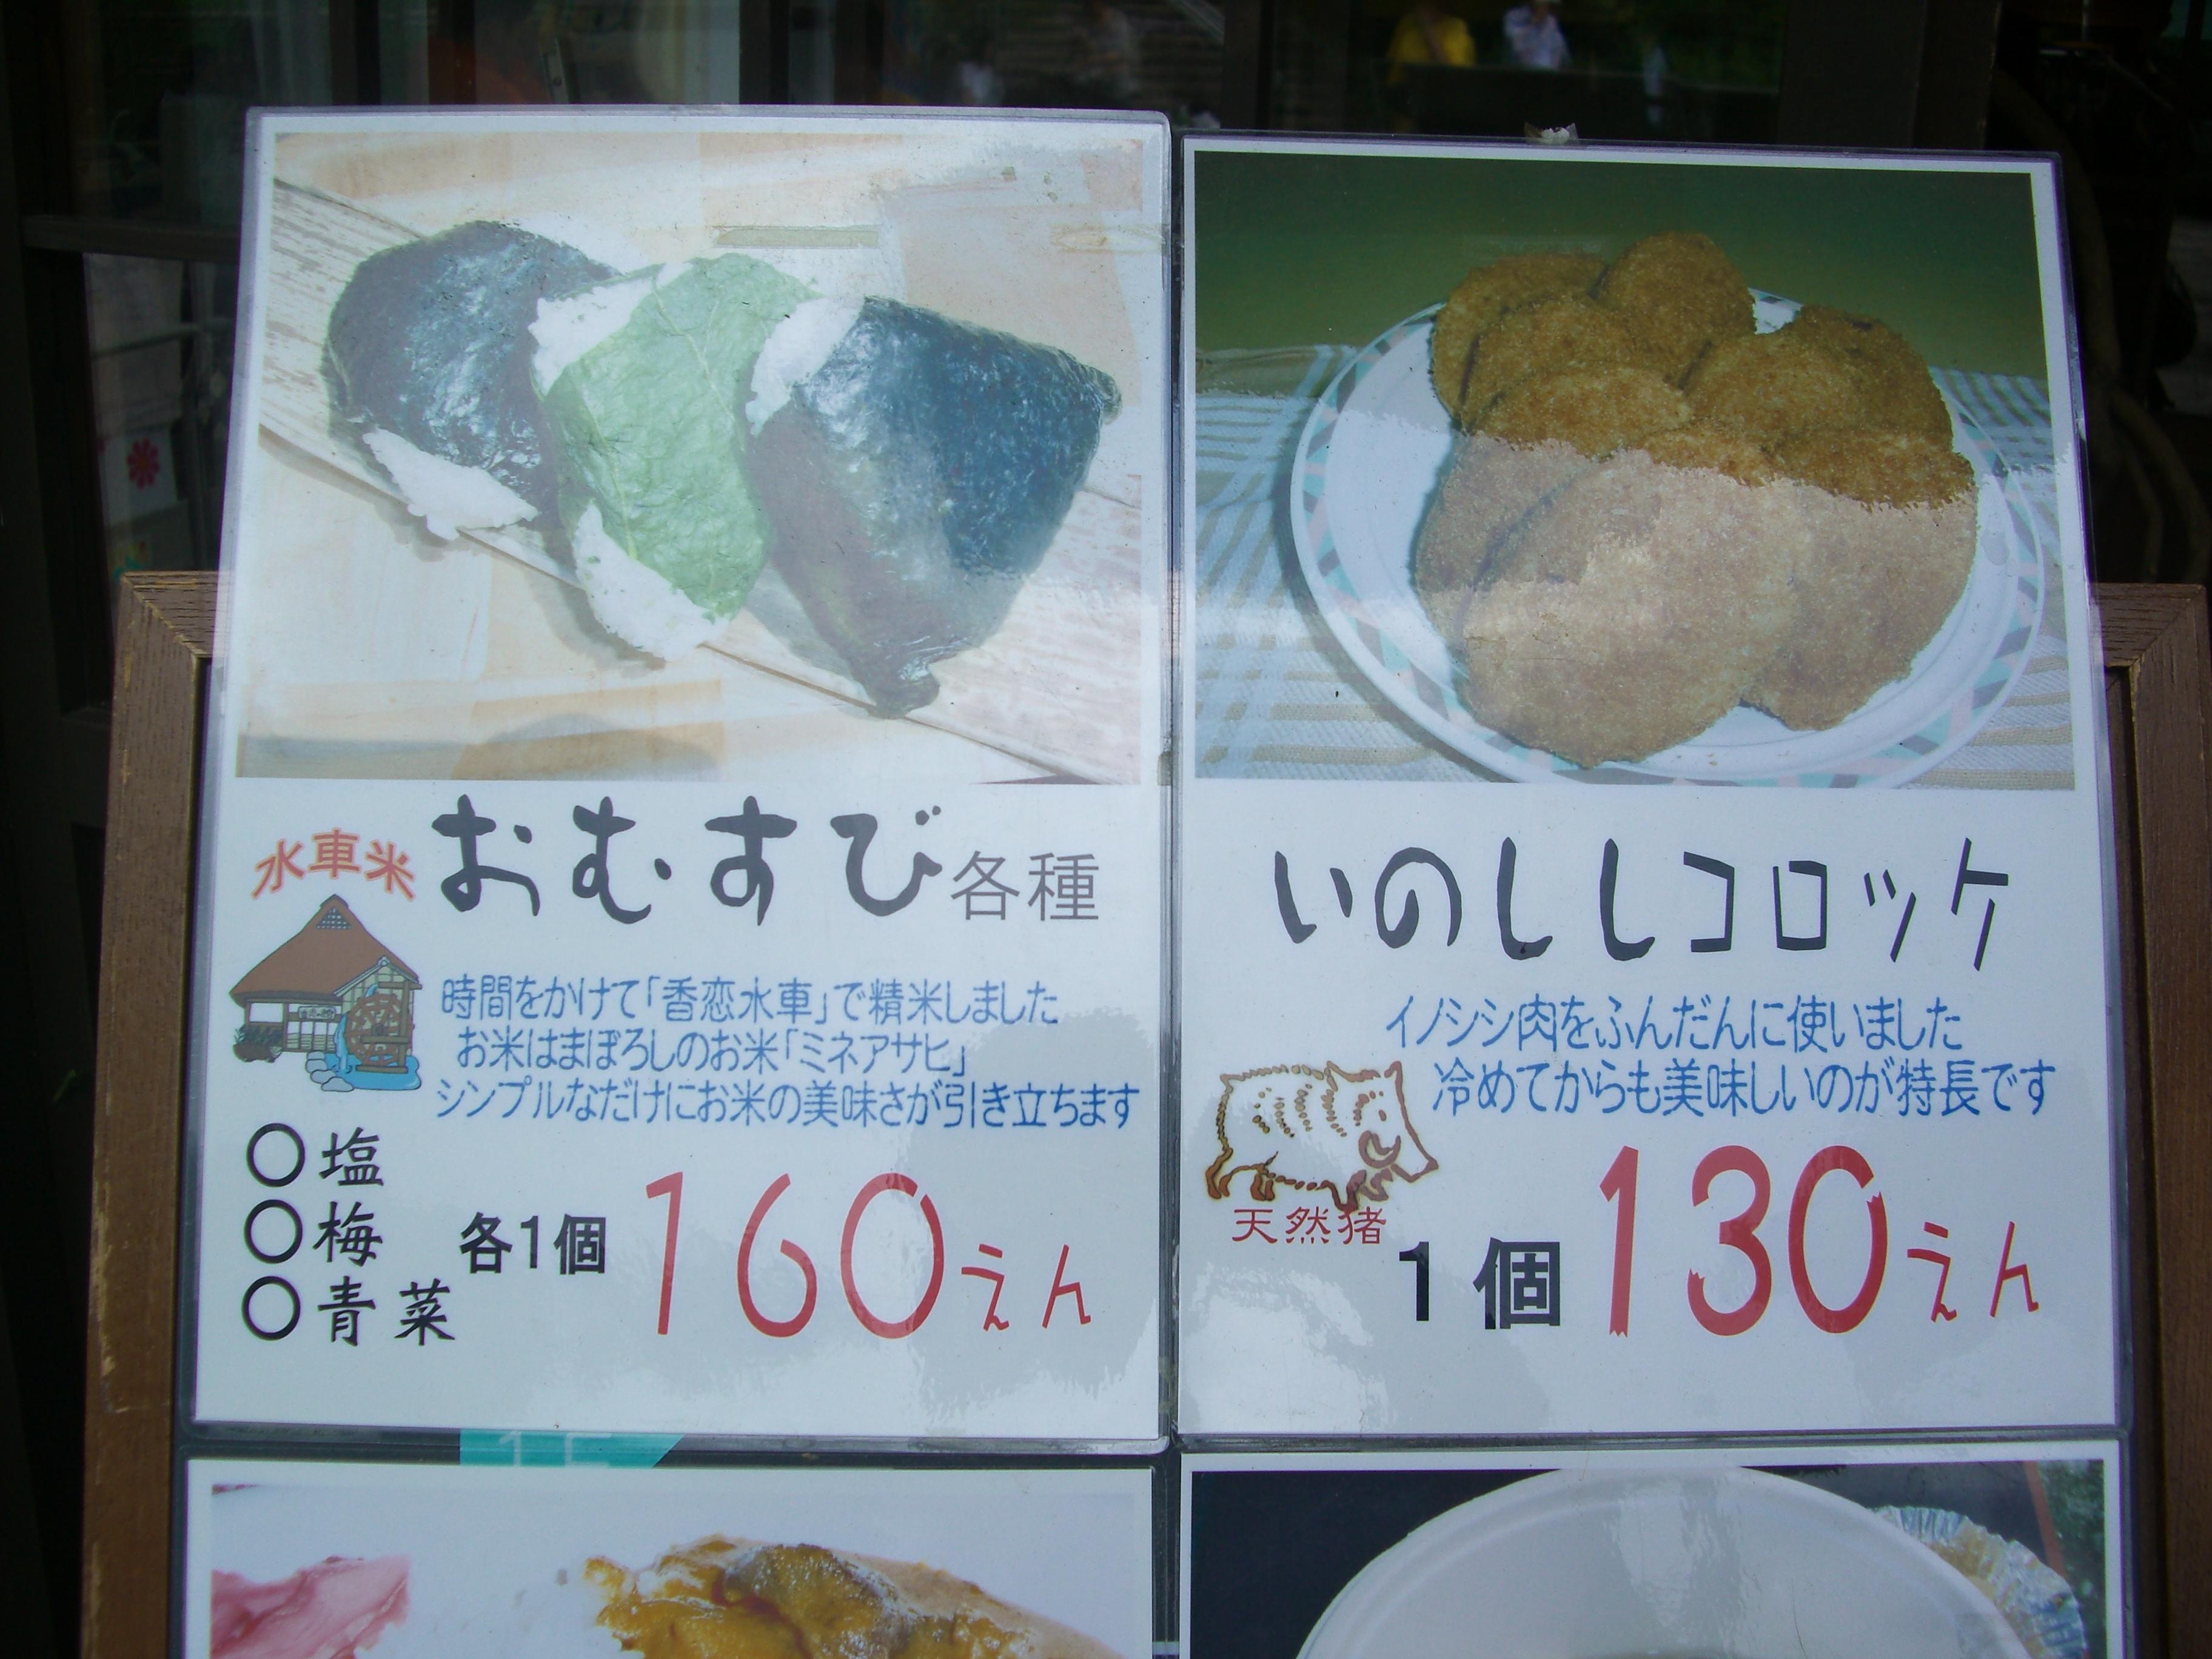 水車米
おむすび各種
時間をかけて「香恋水車」で精米しました
お米はまぼろしのお米「ミネアサヒ」
シンプルなだけにお米の美味さが引き立ちます
〇塩
〇梅
〇青菜
各1個 160えん
いのししコロッケ
イノシシ肉をふんだんに使いました
冷めてからも美味しいのが特長です
天然猪
1個 130えん